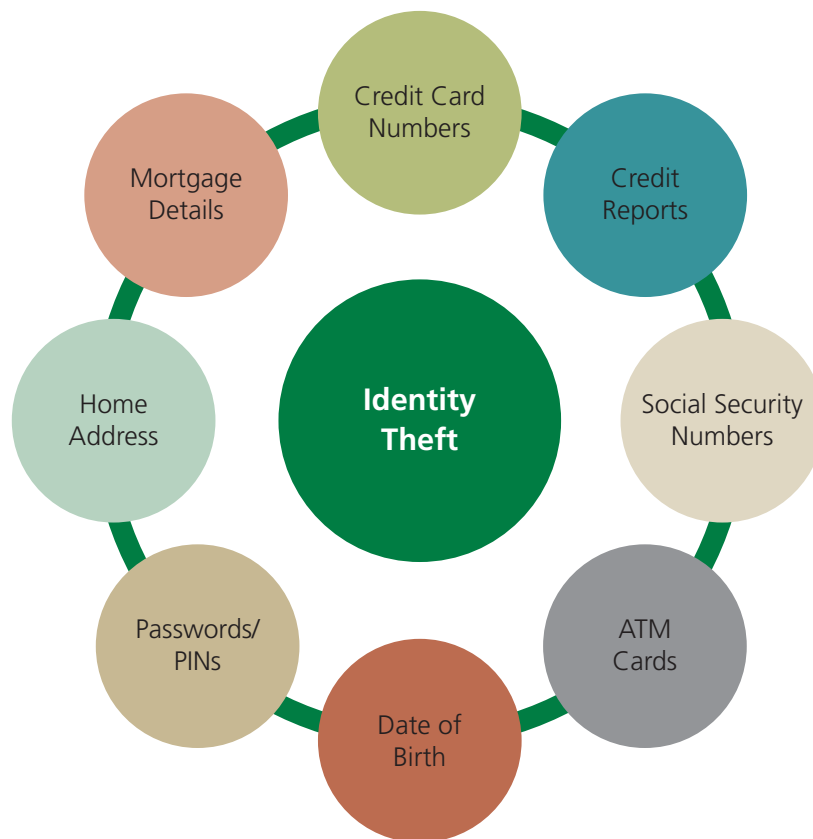 Credit Card
Numbers
Credit
Reports
Social Security
Numbers
ATM
Cards
Date of
Birth
Passwords/
PINs
Home
Address
Mortgage
Details
Identity
Theft